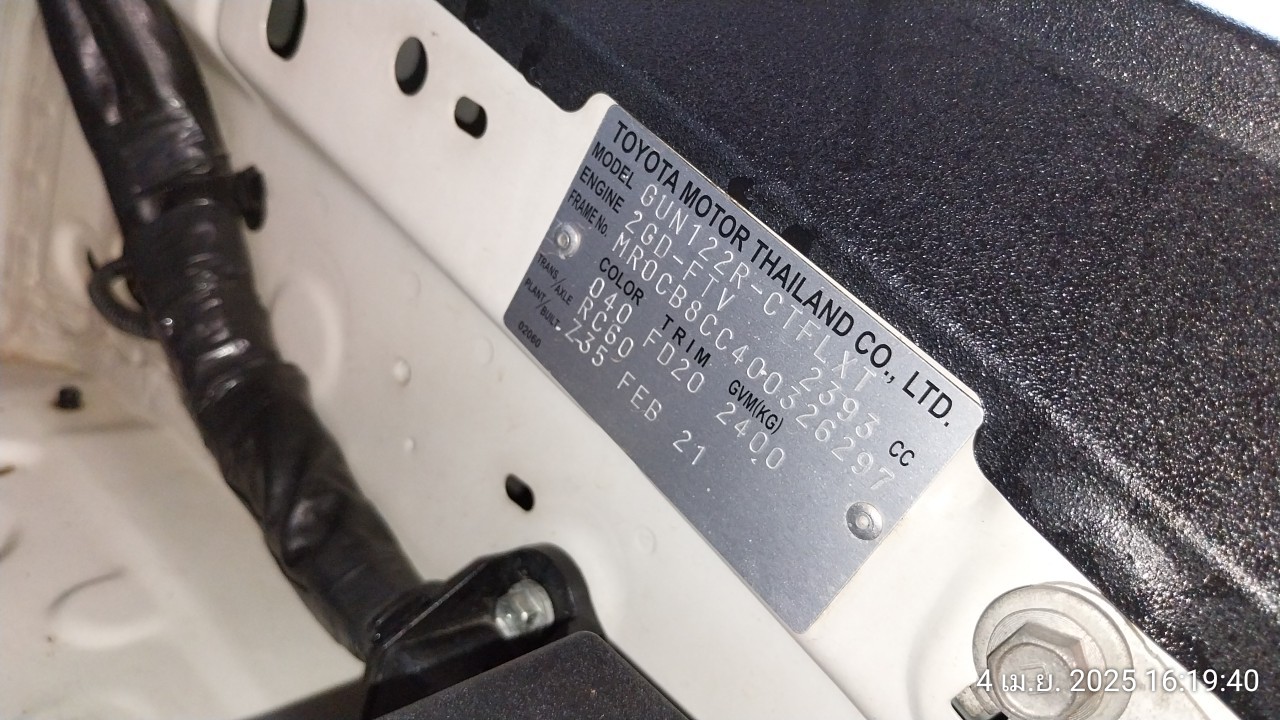 TOYOTA MOTOR THAILAND CO., LTD.
MODEL GUN122R-CTFLXT
ENGINE 2GD-FTV 2393 CC
FRAME No. MR0CB8CC400326297
COLOR TRIM GVM(KG)
040 FD20 2400
TRANS/AXLE RC60
PLANT/BUILT Z35 FEB 21
02060
4 เม.ย. 2025 16:19:40